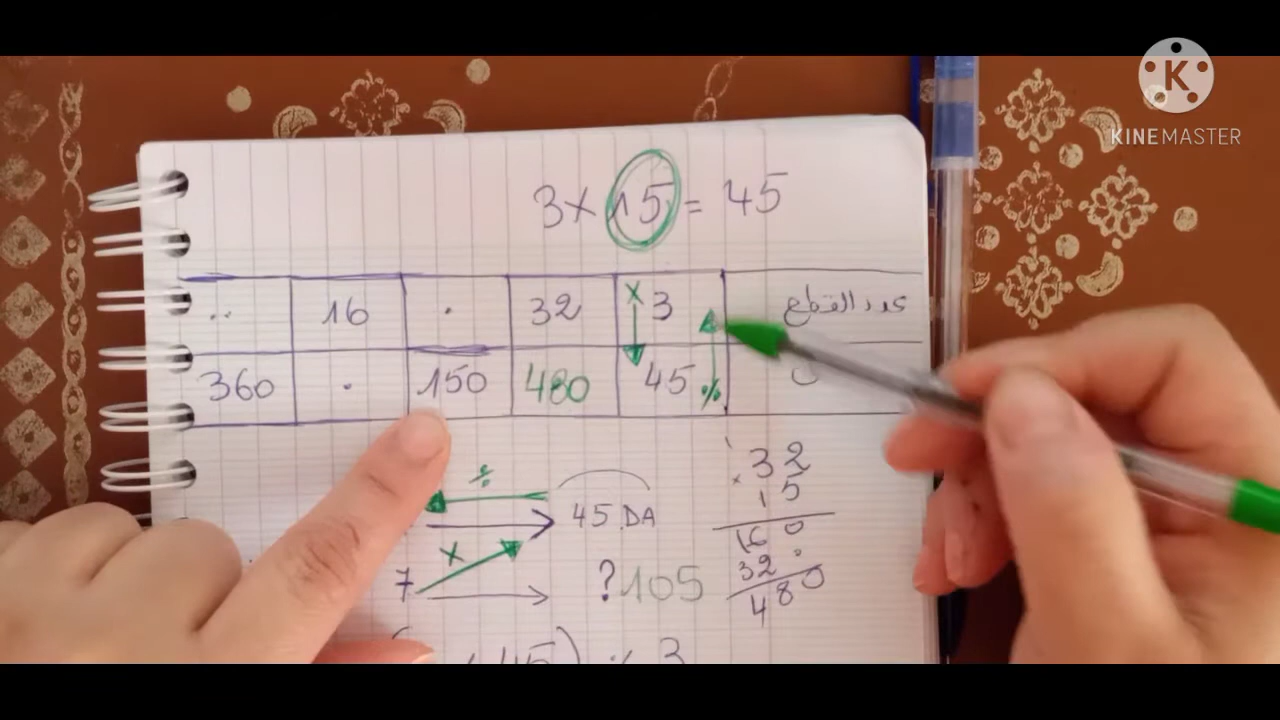 KINEMASTER
3 × 15 = 45
عدد القطع 3 32 . 16 ..
45 480 150 . 360
÷
45 DA
×
7 ? 105
32
× 15
160
32.
480